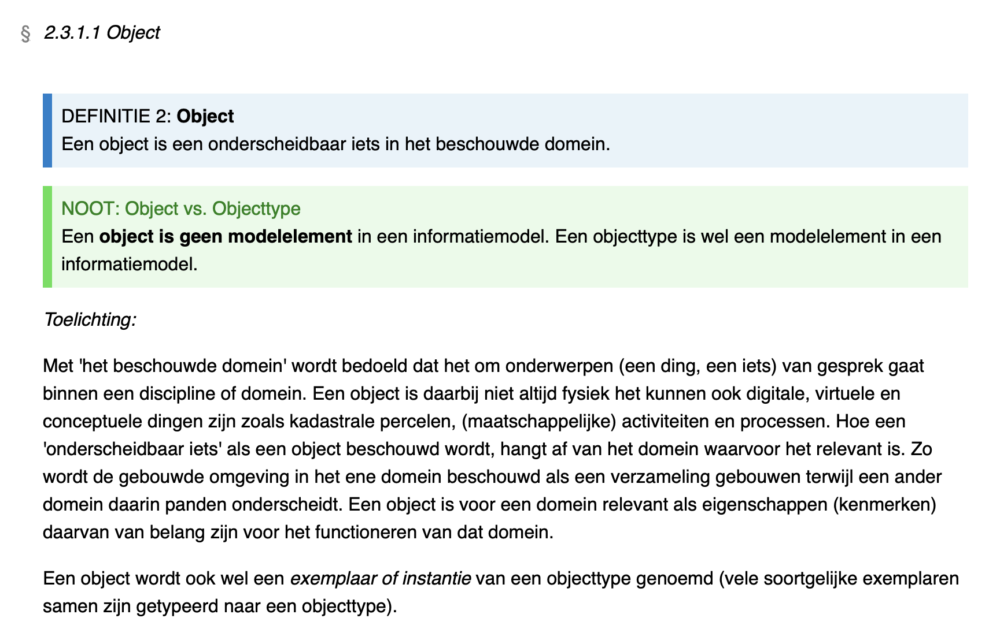 § 2.3.1.1 Object
DEFINITIE 2: Object
Een object is een onderscheidbaar iets in het beschouwde domein.
NOOT: Object vs. Objecttype
Een object is geen modelelement in een informatiemodel. Een objecttype is wel een modelelement in een
informatiemodel.
Toelichting:
Met 'het beschouwde domein' wordt bedoeld dat het om onderwerpen (een ding, een iets) van gesprek gaat
binnen een discipline of domein. Een object is daarbij niet altijd fysiek het kunnen ook digitale, virtuele en
conceptuele dingen zijn zoals kadastrale percelen, (maatschappelijke) activiteiten en processen. Hoe een
'onderscheidbaar iets' als een object beschouwd wordt, hangt af van het domein waarvoor het relevant is. Zo
wordt de gebouwde omgeving in het ene domein beschouwd als een verzameling gebouwen terwijl een ander
domein daarin panden onderscheidt. Een object is voor een domein relevant als eigenschappen (kenmerken)
daarvan van belang zijn voor het functioneren van dat domein.
Een object wordt ook wel een exemplaar of instantie van een objecttype genoemd (vele soortgelijke exemplaren
samen zijn getypeerd naar een objecttype).